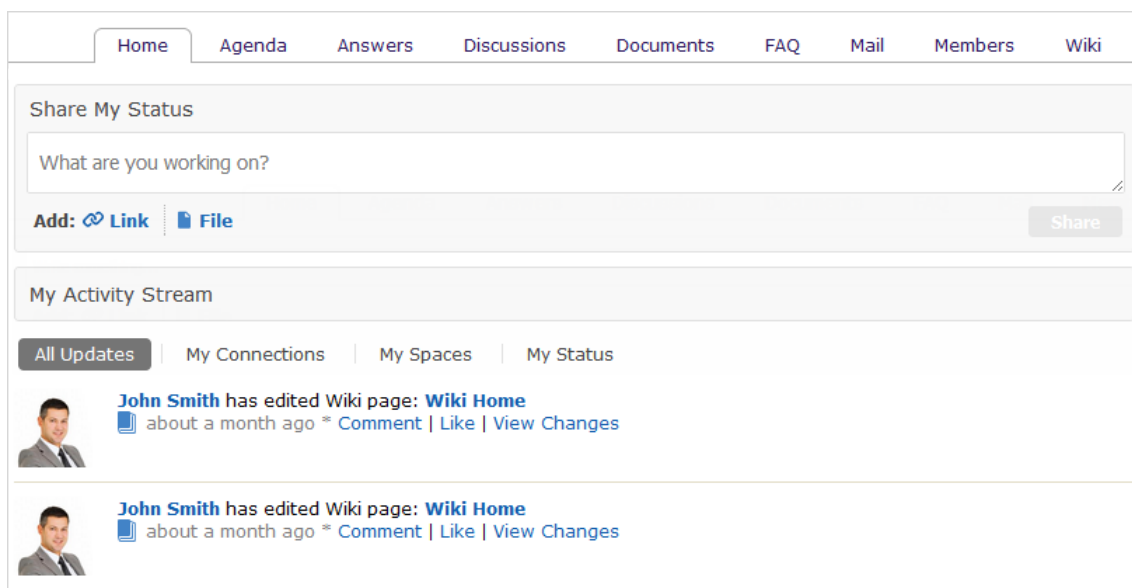 Home Agenda Answers Discussions Documents FAQ Mail Members Wiki
Share My Status
What are you working on?
Add: Link File Share
My Activity Stream
All Updates My Connections My Spaces My Status
John Smith has edited Wiki page: Wiki Home
about a month ago * Comment | Like | View Changes
John Smith has edited Wiki page: Wiki Home
about a month ago * Comment | Like | View Changes